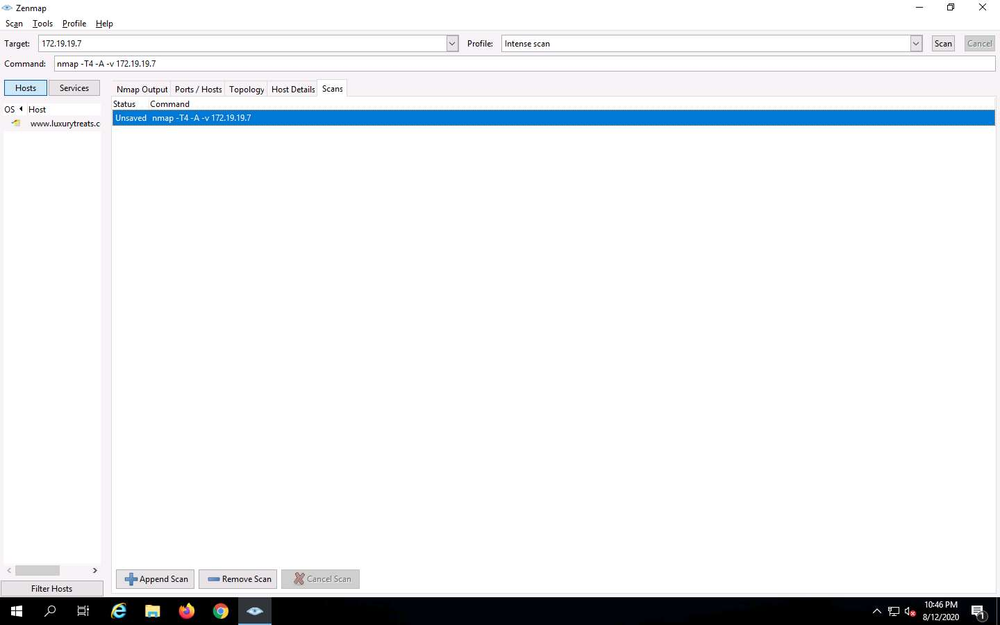 Zenmap
Scan Tools Profile Help
Target: 172.19.19.7 Profile: Intense scan Scan Cancel
Command: nmap -T4 -A -v 172.19.19.7
Hosts Services Nmap Output Ports / Hosts Topology Host Details Scans
OS Host Status Command
www.luxurytreats.c Unsaved nmap -T4 -A -v 172.19.19.7
Append Scan Remove Scan Cancel Scan
Filter Hosts
10:46 PM
8/12/2020
1